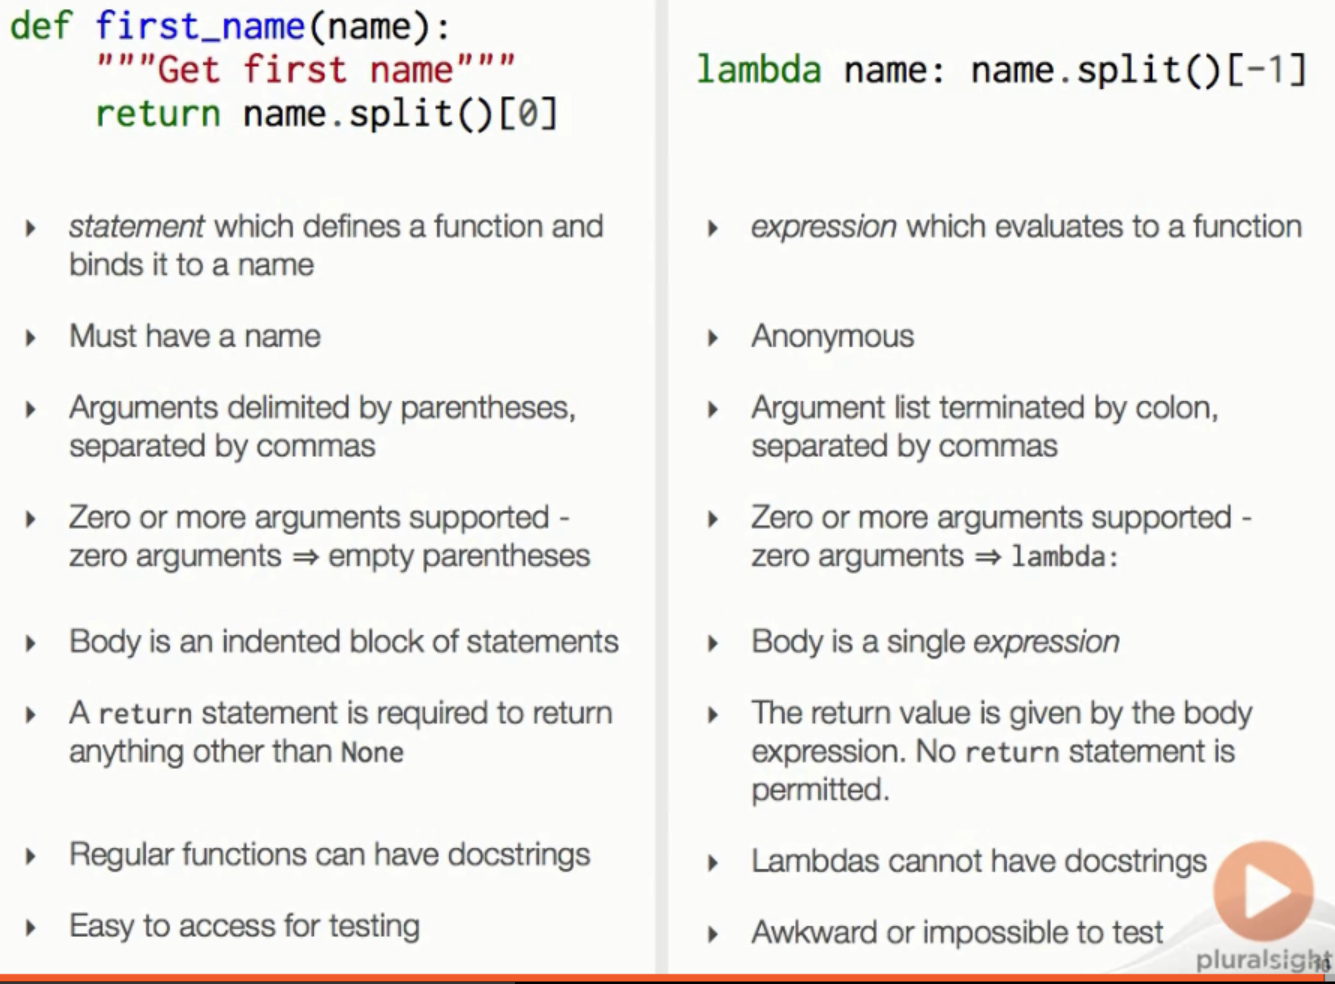 def first_name(name):
"""Get first name"""
return name.split()[0]
▸ statement which defines a function and
binds it to a name
▸ Must have a name
▸ Arguments delimited by parentheses,
separated by commas
▸ Zero or more arguments supported -
zero arguments ⇒ empty parentheses
▸ Body is an indented block of statements
▸ A return statement is required to return
anything other than None
▸ Regular functions can have docstrings
▸ Easy to access for testing
lambda name: name.split()[-1]
▸ expression which evaluates to a function
▸ Anonymous
▸ Argument list terminated by colon,
separated by commas
▸ Zero or more arguments supported -
zero arguments ⇒ lambda:
▸ Body is a single expression
▸ The return value is given by the body
expression. No return statement is
permitted.
▸ Lambdas cannot have docstrings
▸ Awkward or impossible to test
pluralsight